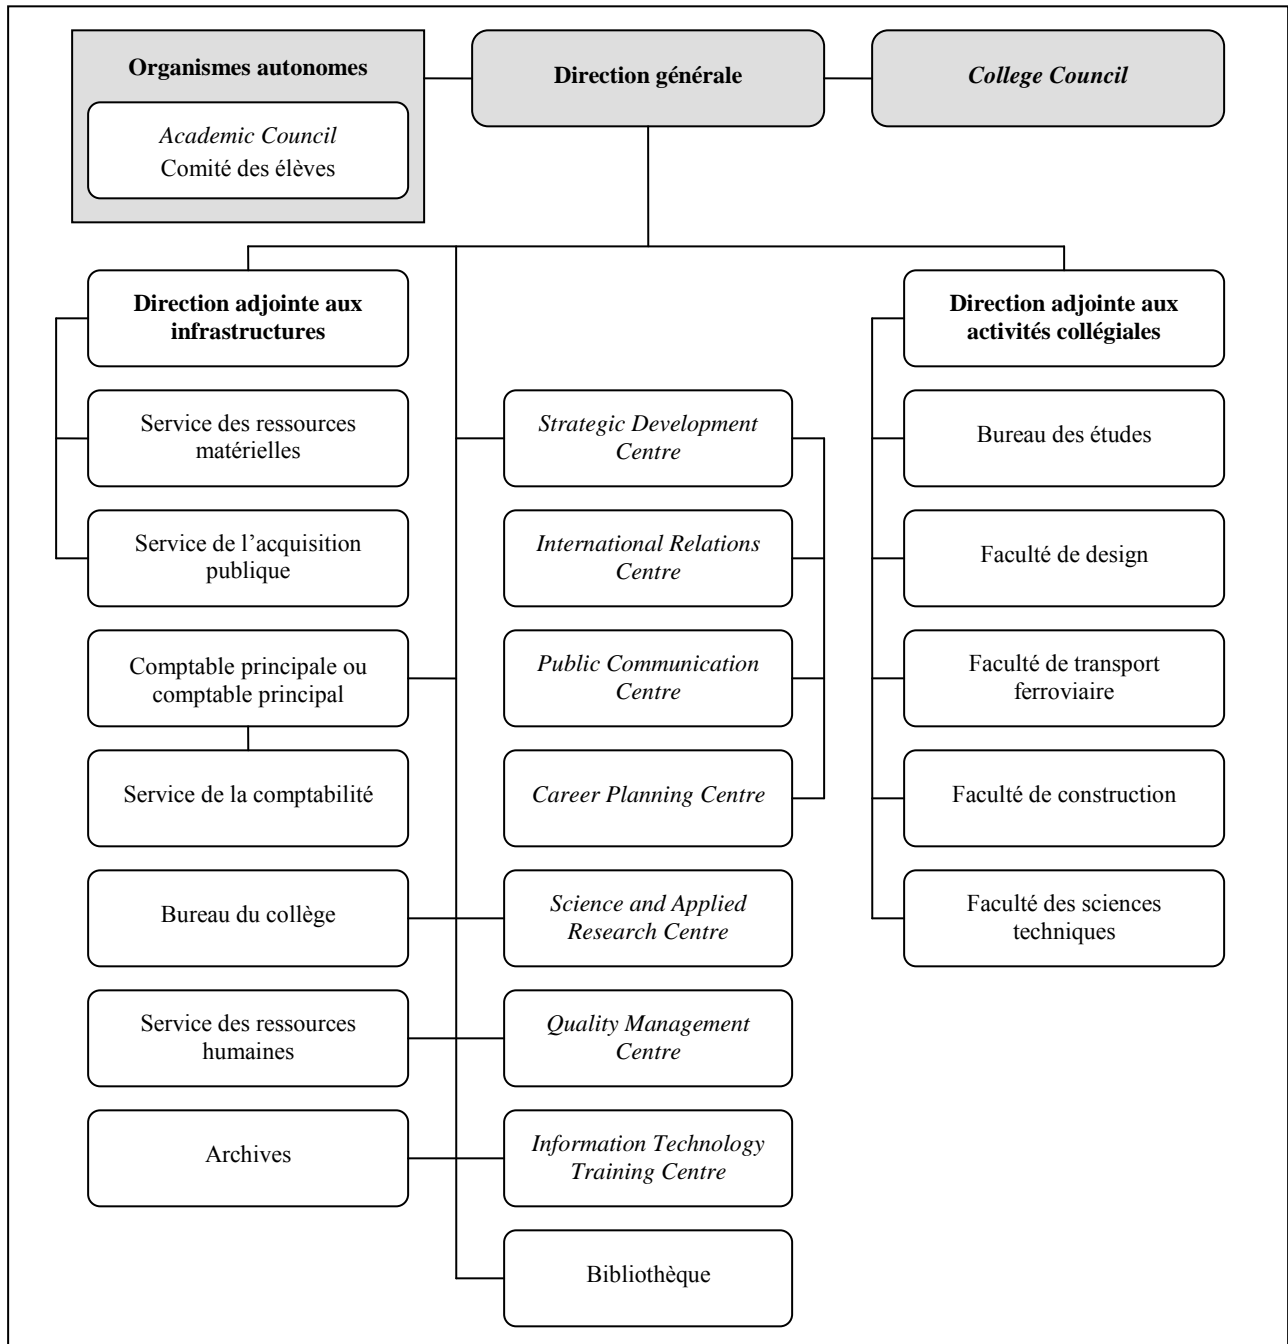 Organismes autonomes
Academic Council
Comité des élèves
Direction générale
College Council
Direction adjointe aux
infrastructures
Service des ressources
matérielles
Service de l’acquisition
publique
Comptable principale ou
comptable principal
Service de la comptabilité
Bureau du collège
Service des ressources
humaines
Archives
Strategic Development
Centre
International Relations
Centre
Public Communication
Centre
Career Planning Centre
Science and Applied
Research Centre
Quality Management
Centre
Information Technology
Training Centre
Bibliothèque
Direction adjointe aux
activités collégiales
Bureau des études
Faculté de design
Faculté de transport
ferroviaire
Faculté de construction
Faculté des sciences
techniques